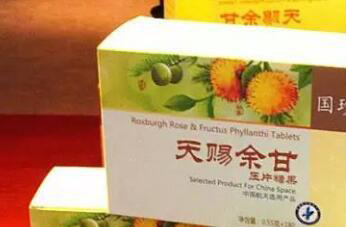 甘余赐天
国珍
Roxburgh Rose & Fructus Phyllanthi Tablets
天赐余甘
压片糖果
Selected Product For China Space
中国航天选用产品